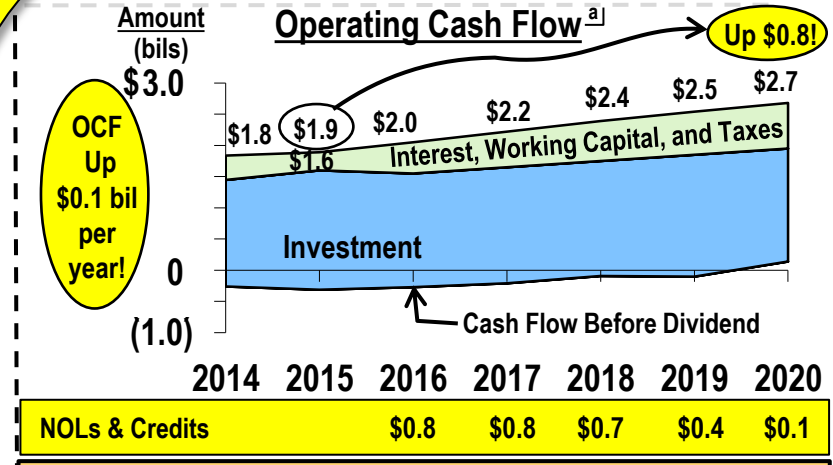 Amount
(bils)
Operating Cash Flow a]
Up $0.8!
$3.0
OCF
Up
$0.1 bil
per
year!
$1.8 $1.9 $2.0 $2.2 $2.4 $2.5 $2.7
$1.6
Interest, Working Capital, and Taxes
Investment
0
Cash Flow Before Dividend
(1.0)
2014 2015 2016 2017 2018 2019 2020
NOLs & Credits $0.8 $0.8 $0.7 $0.4 $0.1